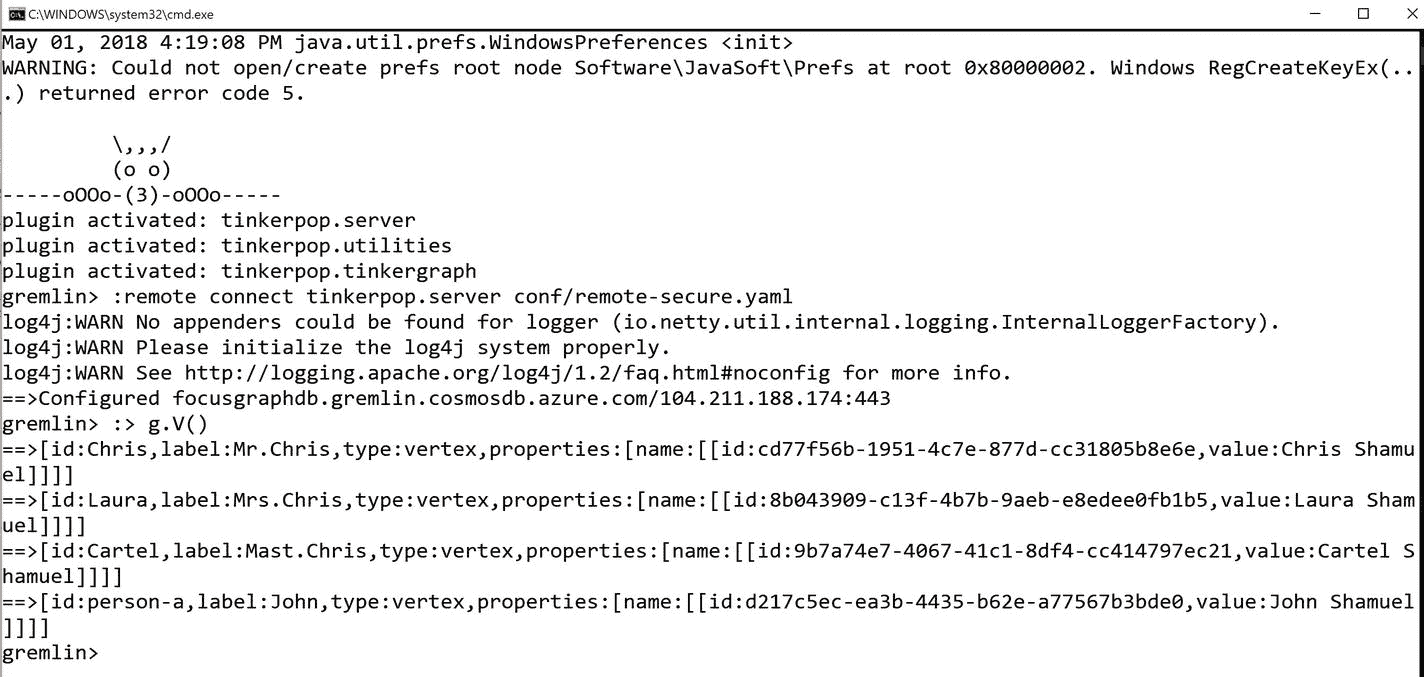 C:\WINDOWS\system32\cmd.exe
May 01, 2018 4:19:08 PM java.util.prefs.WindowsPreferences <init>
WARNING: Could not open/create prefs root node Software\JavaSoft\Prefs at root 0x80000002. Windows RegCreateKeyEx(..
.) returned error code 5.
\,,,/
(o o)
-----oOOo-(3)-oOOo-----
plugin activated: tinkerpop.server
plugin activated: tinkerpop.utilities
plugin activated: tinkerpop.tinkergraph
gremlin> :remote connect tinkerpop.server conf/remote-secure.yaml
log4j:WARN No appenders could be found for logger (io.netty.util.internal.logging.InternalLoggerFactory).
log4j:WARN Please initialize the log4j system properly.
log4j:WARN See http://logging.apache.org/log4j/1.2/faq.html#noconfig for more info.
==>Configured focusgraphdb.gremlin.cosmosdb.azure.com/104.211.188.174:443
gremlin> :> g.V()
==>[id:Chris,label:Mr.Chris,type:vertex,properties:[name:[[id:cd77f56b-1951-4c7e-877d-cc31805b8e6e,value:Chris Shamu
el]]]]
==>[id:Laura,label:Mrs.Chris,type:vertex,properties:[name:[[id:8b043909-c13f-4b7b-9aeb-e8edee0fb1b5,value:Laura Sham
uel]]]]
==>[id:Cartel,label:Mast.Chris,type:vertex,properties:[name:[[id:9b7a74e7-4067-41c1-8df4-cc414797ec21,value:Cartel S
hamuel]]]]
==>[id:person-a,label:John,type:vertex,properties:[name:[[id:d217c5ec-ea3b-4435-b62e-a77567b3bde0,value:John Shamuel
]]]]
gremlin>